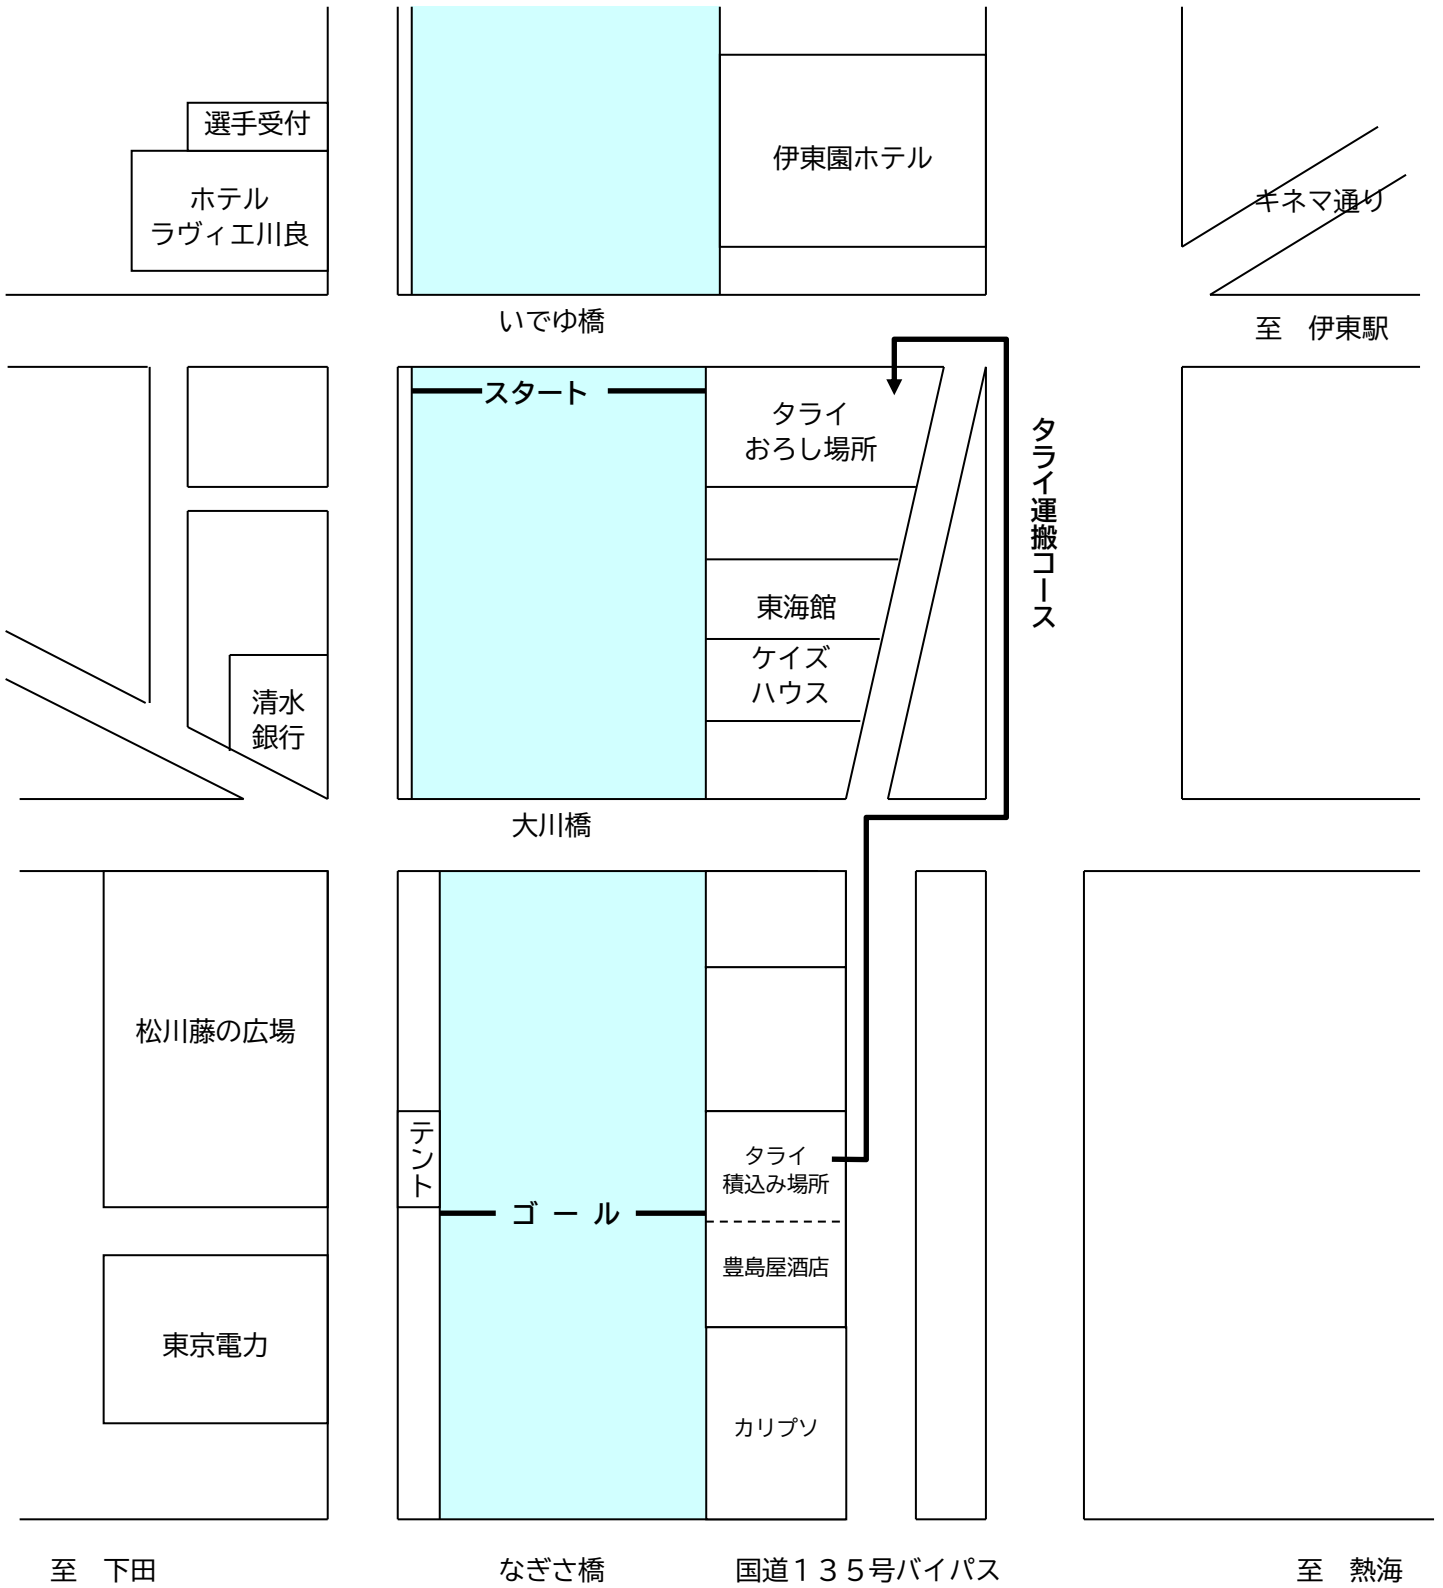 選手受付
ホテル
ラヴィエ川良
伊東園ホテル
キネマ通り
いでゆ橋
至　伊東駅
スタート
タライ
おろし場所
タライ運搬コース
東海館
ケイズ
ハウス
清水
銀行
大川橋
松川藤の広場
テント
タライ
積込み場所
ゴール
豊島屋酒店
東京電力
カリプソ
至　下田
なぎさ橋
国道１３５号バイパス
至　熱海